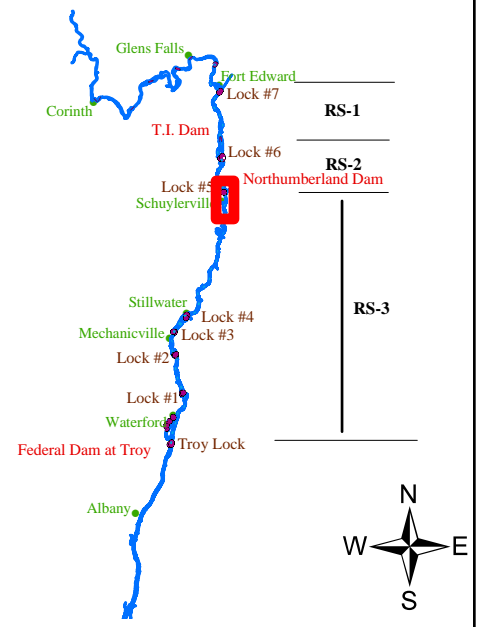 Glens Falls
Fort Edward
Lock #7
Corinth
RS-1
T.I. Dam
Lock #6
RS-2
Northumberland Dam
Lock #5
Schuylerville
Stillwater
Lock #4
RS-3
Mechanicville
Lock #3
Lock #2
Lock #1
Waterford
Federal Dam at Troy
Troy Lock
Albany
N
W
E
S